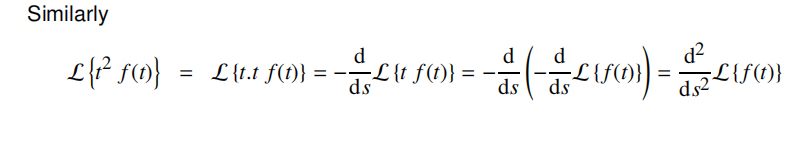 Similarly
ℒ{t² f(t)} = ℒ{t.t f(t)} = −d/ds ℒ{t f(t)} = −d/ds (−d/ds ℒ{f(t)}) = d²/ds² ℒ{f(t)}